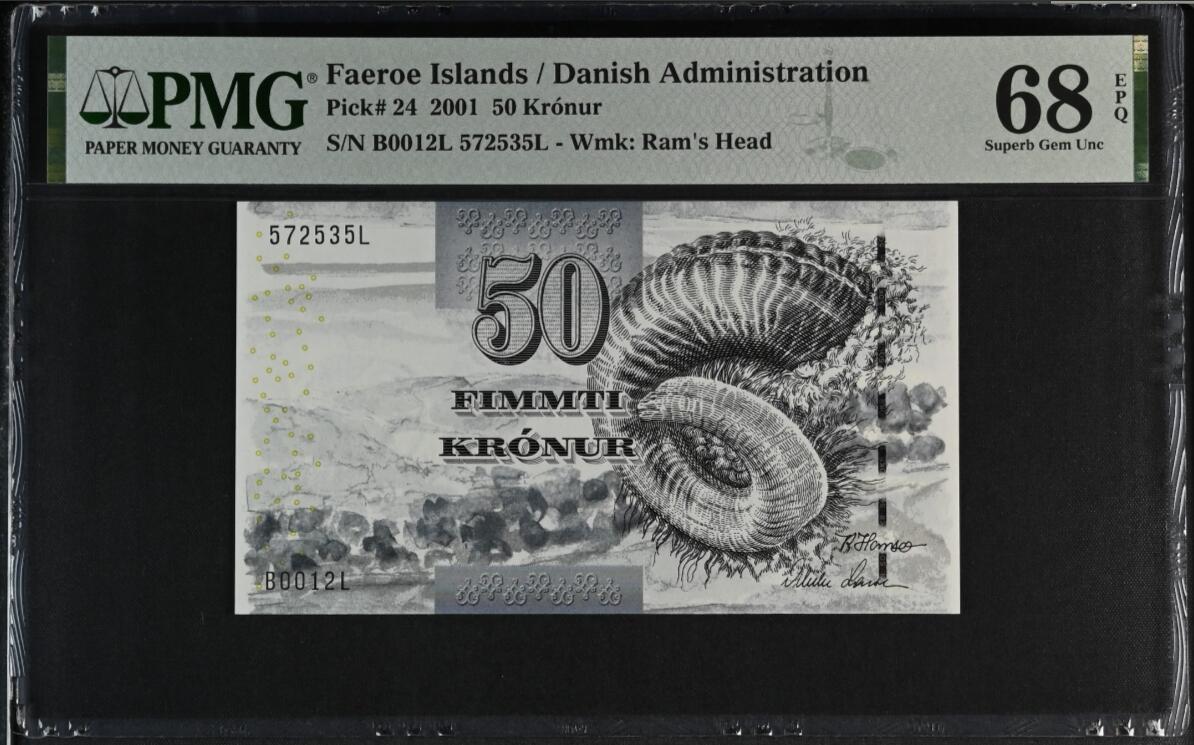 PMG®
PAPER MONEY GUARANTY
Faeroe Islands / Danish Administration
Pick# 24 2001 50 Krónur
S/N B0012L 572535L - Wmk: Ram's Head
68
EPQ
Superb Gem Unc
572535L
50
FIMMTI
KRÓNUR
B0012L